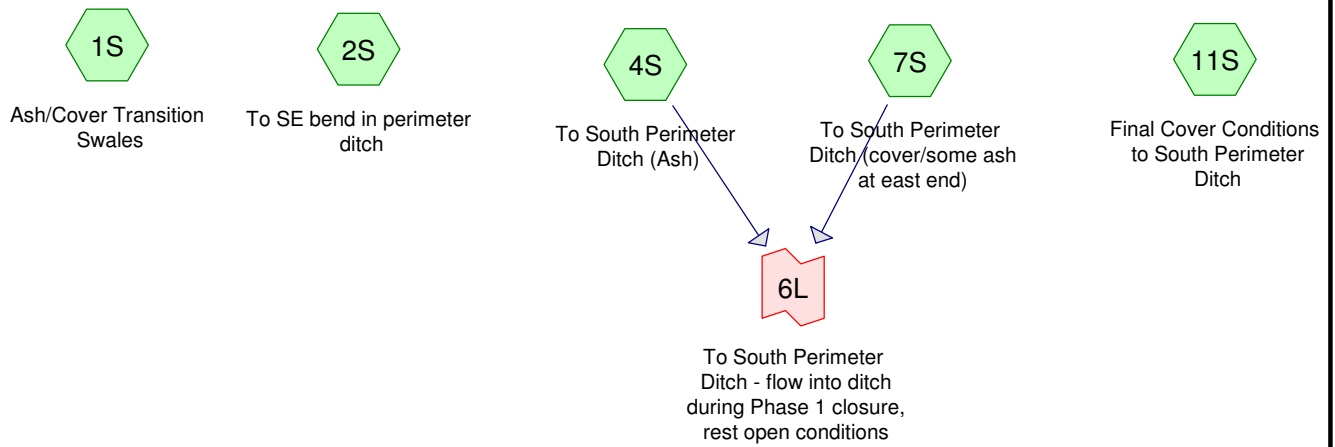 1S
Ash/Cover Transition
Swales
2S
To SE bend in perimeter
ditch
4S
To South Perimeter
Ditch (Ash)
7S
To South Perimeter
Ditch (cover/some ash
at east end)
11S
Final Cover Conditions
to South Perimeter
Ditch
6L
To South Perimeter
Ditch - flow into ditch
during Phase 1 closure,
rest open conditions